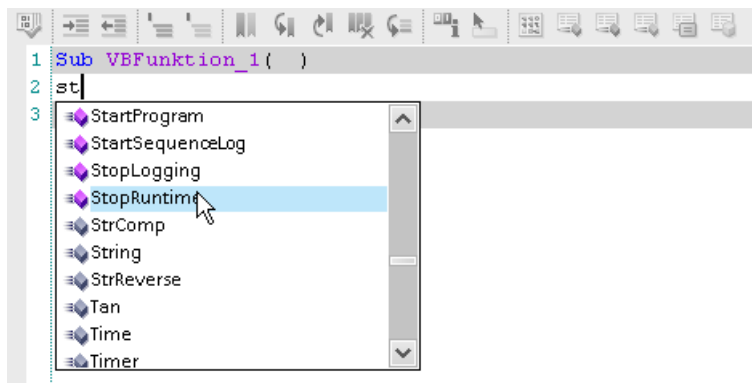 1 Sub VBFunktion_1( )
2 st
3
StartProgram
StartSequenceLog
StopLogging
StopRuntime
StrComp
String
StrReverse
Tan
Time
Timer